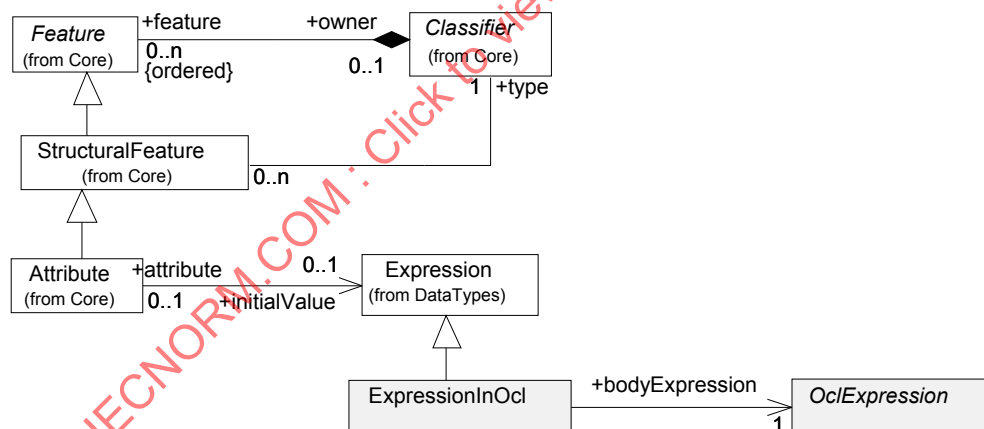 Feature
(from Core)
+feature
+owner
0..n
{ordered}
0..1
Classifier
(from Core)
1
+type
StructuralFeature
(from Core)
0..n
Attribute
(from Core)
+attribute
0..1
0..1
+initialValue
Expression
(from DataTypes)
ExpressionInOcl
+bodyExpression
1
OclExpression
ECNORM.COM : Click to view